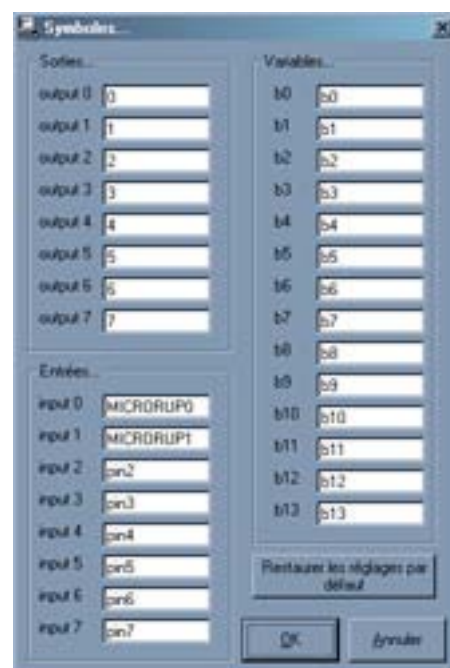 Symboles...
Sorties...
output 0 0
output 1 1
output 2 2
output 3 3
output 4 4
output 5 5
output 6 6
output 7 7
Entrées...
input 0 MICRORUP0
input 1 MICRORUP1
input 2 pin2
input 3 pin3
input 4 pin4
input 5 pin5
input 6 pin6
input 7 pin7
Variables...
b0 b0
b1 b1
b2 b2
b3 b3
b4 b4
b5 b5
b6 b6
b7 b7
b8 b8
b9 b9
b10 b10
b11 b11
b12 b12
b13 b13
Restaurer les réglages par
défaut
OK
Annuler